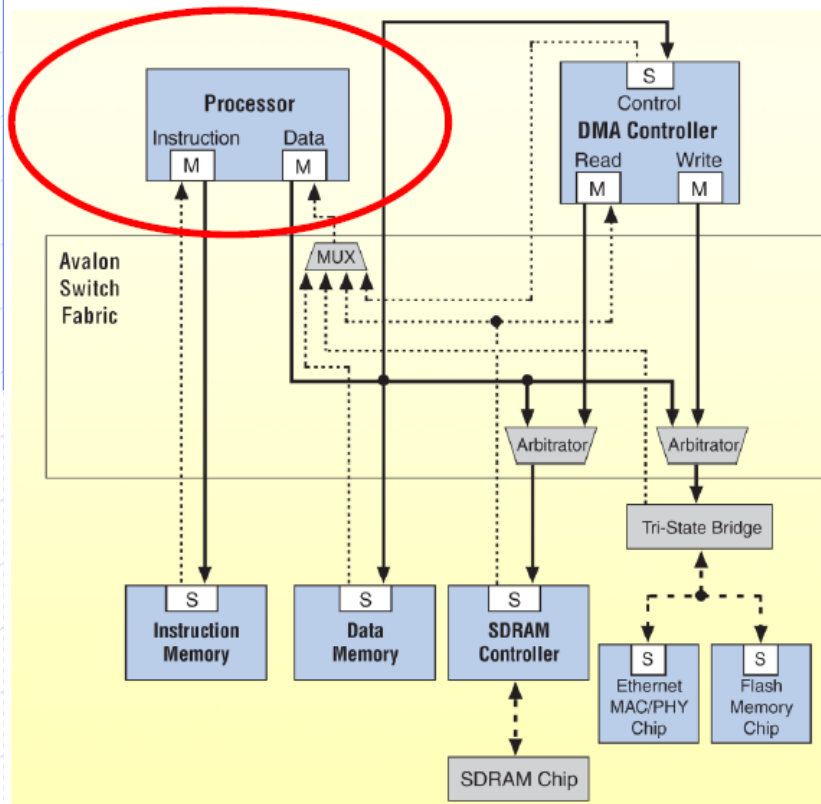 S
Control
DMA Controller
Read Write
M M
Processor
Instruction Data
M M
Avalon
Switch
Fabric
MUX
Arbitrator Arbitrator
Tri-State Bridge
S
Instruction
Memory
S
Data
Memory
S
SDRAM
Controller
S
Ethernet
MAC/PHY
Chip
S
Flash
Memory
Chip
SDRAM Chip